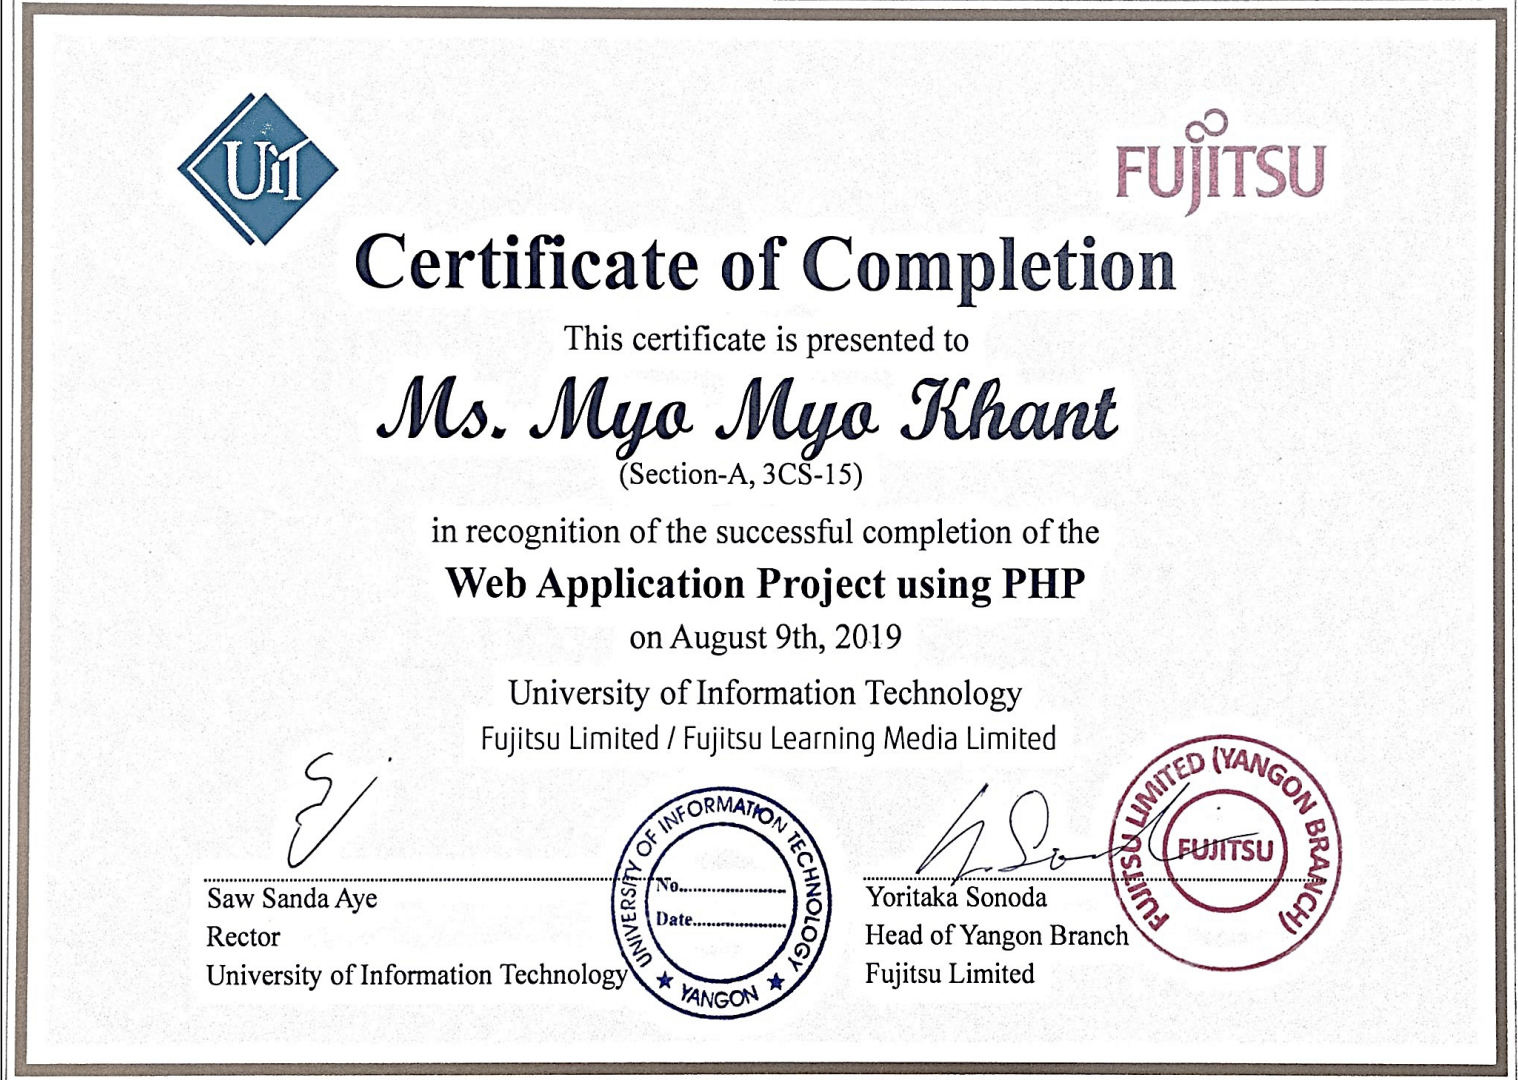 UiT
FUJITSU
Certificate of Completion
This certificate is presented to
Ms. Myo Myo Khant
(Section-A, 3CS-15)
in recognition of the successful completion of the
Web Application Project using PHP
on August 9th, 2019
University of Information Technology
Fujitsu Limited / Fujitsu Learning Media Limited
Saw Sanda Aye
Rector
University of Information Technology
UNIVERSITY OF INFORMATION TECHNOLOGY
No.
Date
★ YANGON ★
Yoritaka Sonoda
Head of Yangon Branch
Fujitsu Limited
FUJITSU LIMITED (YANGON BRANCH)
FUJITSU